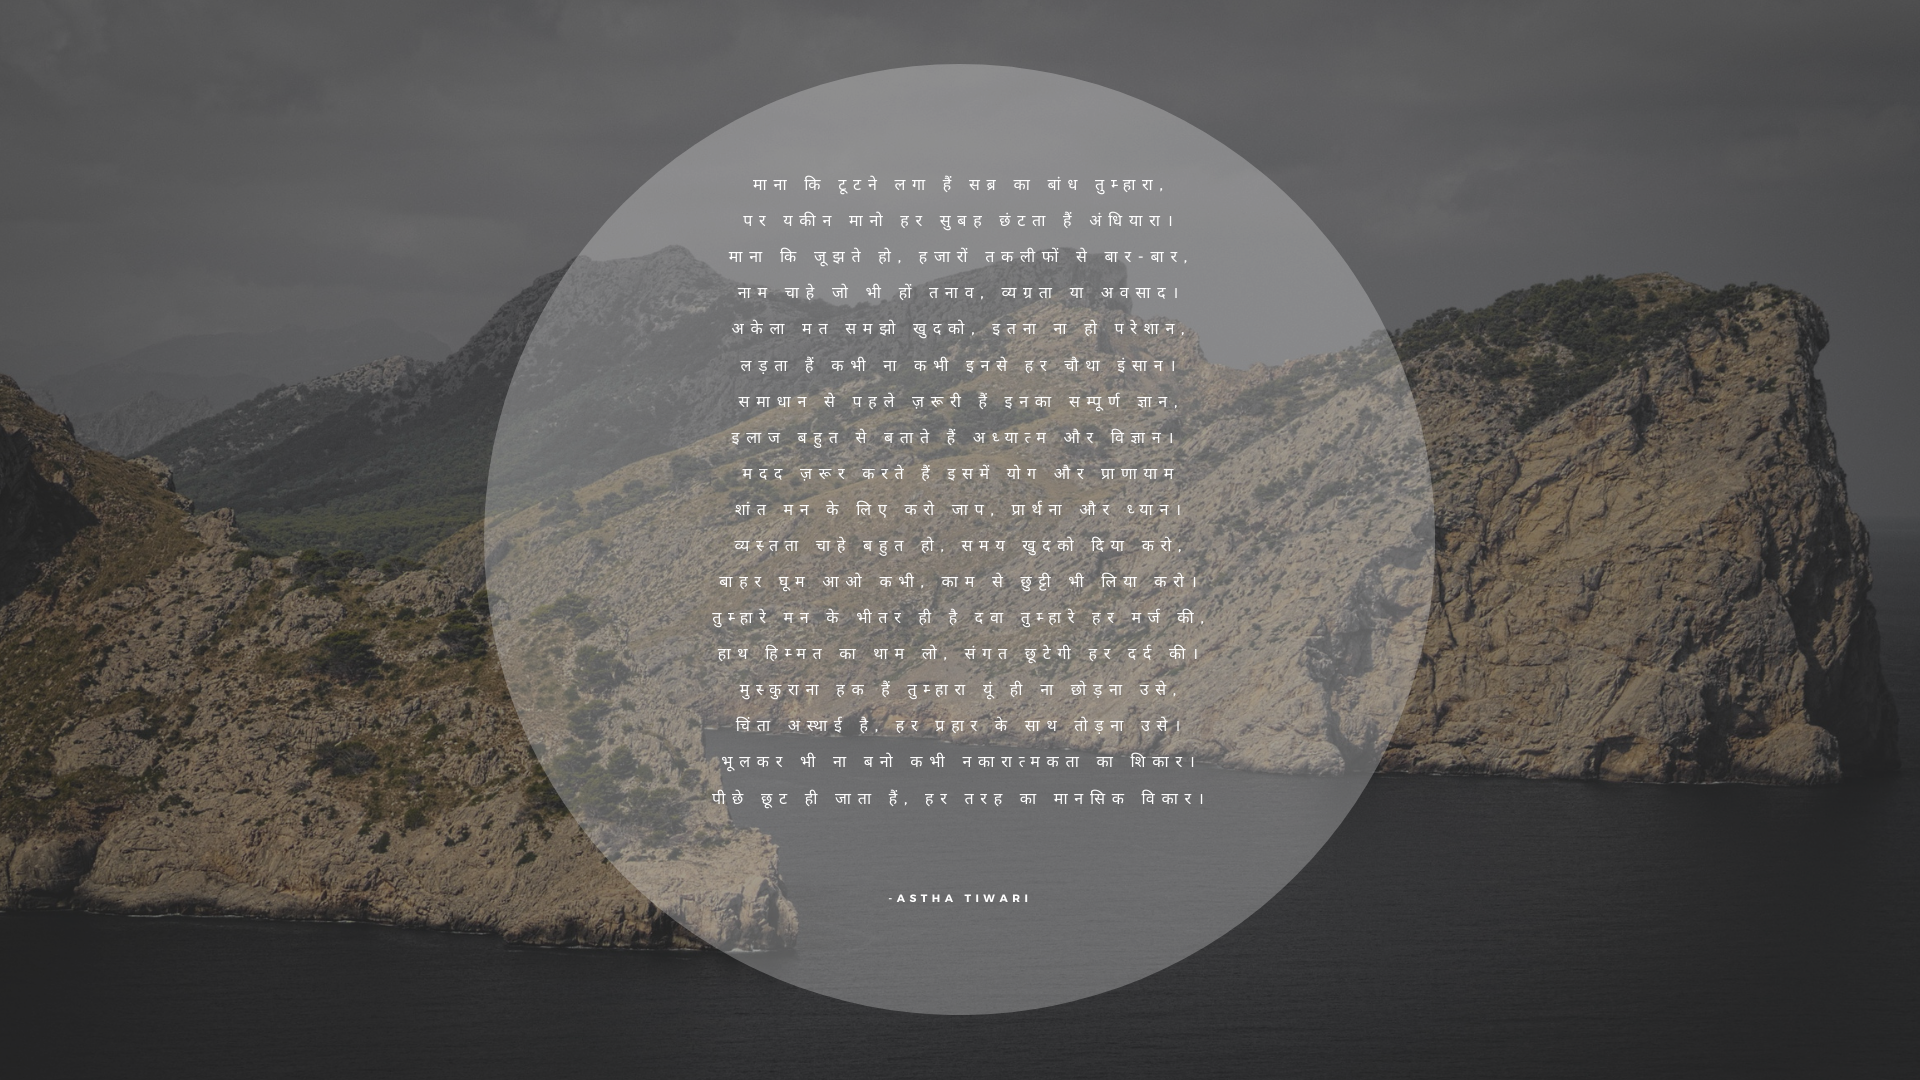 माना कि टूटने लगा हैं सब्र का बांध तुम्हारा,
पर यकीन मानो हर सुबह छंटता हैं अंधियारा।
माना कि जूझते हो, हजारों तकलीफों से बार-बार,
नाम चाहे जो भी हों तनाव, व्यग्रता या अवसाद।
अकेला मत समझो खुदको, इतना ना हो परेशान,
लड़ता हैं कभी ना कभी इनसे हर चौथा इंसान।
समाधान से पहले ज़रूरी हैं इनका सम्पूर्ण ज्ञान,
इलाज बहुत से बताते हैं अध्यात्म और विज्ञान।
मदद ज़रूर करते हैं इसमें योग और प्राणायाम
शांत मन के लिए करो जाप, प्रार्थना और ध्यान।
व्यस्तता चाहे बहुत हो, समय खुदको दिया करो,
बाहर घूम आओ कभी, काम से छुट्टी भी लिया करो।
तुम्हारे मन के भीतर ही है दवा तुम्हारे हर मर्ज की,
हाथ हिम्मत का थाम लो, संगत छूटेगी हर दर्द की।
मुस्कुराना हक हैं तुम्हारा यूं ही ना छोड़ना उसे,
चिंता अस्थाई है, हर प्रहार के साथ तोड़ना उसे।
भूलकर भी ना बनो कभी नकारात्मकता का शिकार।
पीछे छूट ही जाता हैं, हर तरह का मानसिक विकार।
-ASTHA TIWARI